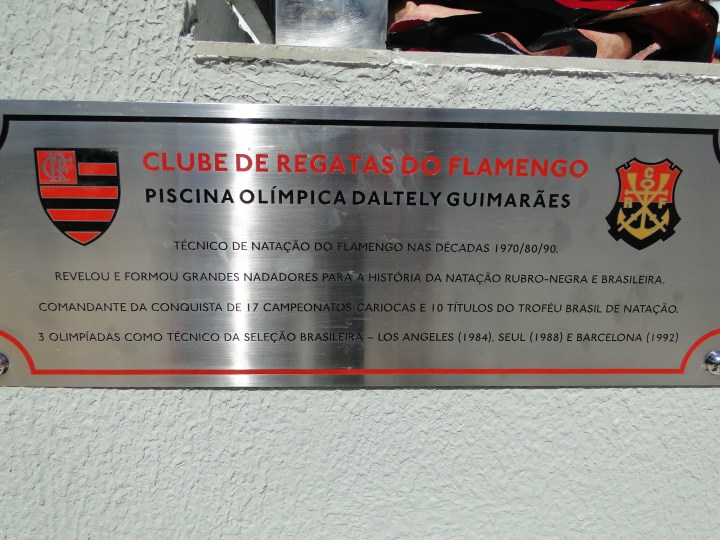 CLUBE DE REGATAS DO FLAMENGO
PISCINA OLÍMPICA DALTELY GUIMARÃES
TÉCNICO DE NATAÇÃO DO FLAMENGO NAS DÉCADAS 1970/80/90.
REVELOU E FORMOU GRANDES NADADORES PARA A HISTÓRIA DA NATAÇÃO RUBRO-NEGRA E BRASILEIRA.
COMANDANTE DA CONQUISTA DE 17 CAMPEONATOS CARIOCAS E 10 TÍTULOS DO TROFÉU BRASIL DE NATAÇÃO.
3 OLIMPÍADAS COMO TÉCNICO DA SELEÇÃO BRASILEIRA – LOS ANGELES (1984), SEUL (1988) E BARCELONA (1992)